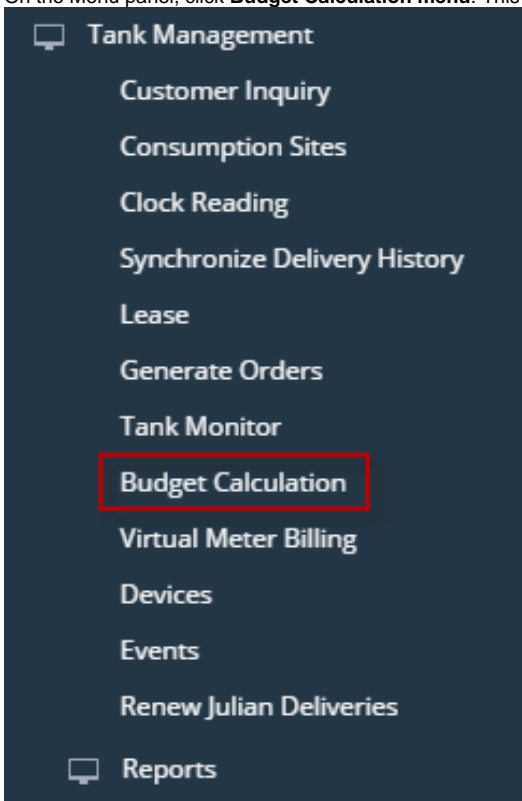 On the Menu panel, click Budget Calculation menu. This
Tank Management
Customer Inquiry
Consumption Sites
Clock Reading
Synchronize Delivery History
Lease
Generate Orders
Tank Monitor
Budget Calculation
Virtual Meter Billing
Devices
Events
Renew Julian Deliveries
Reports